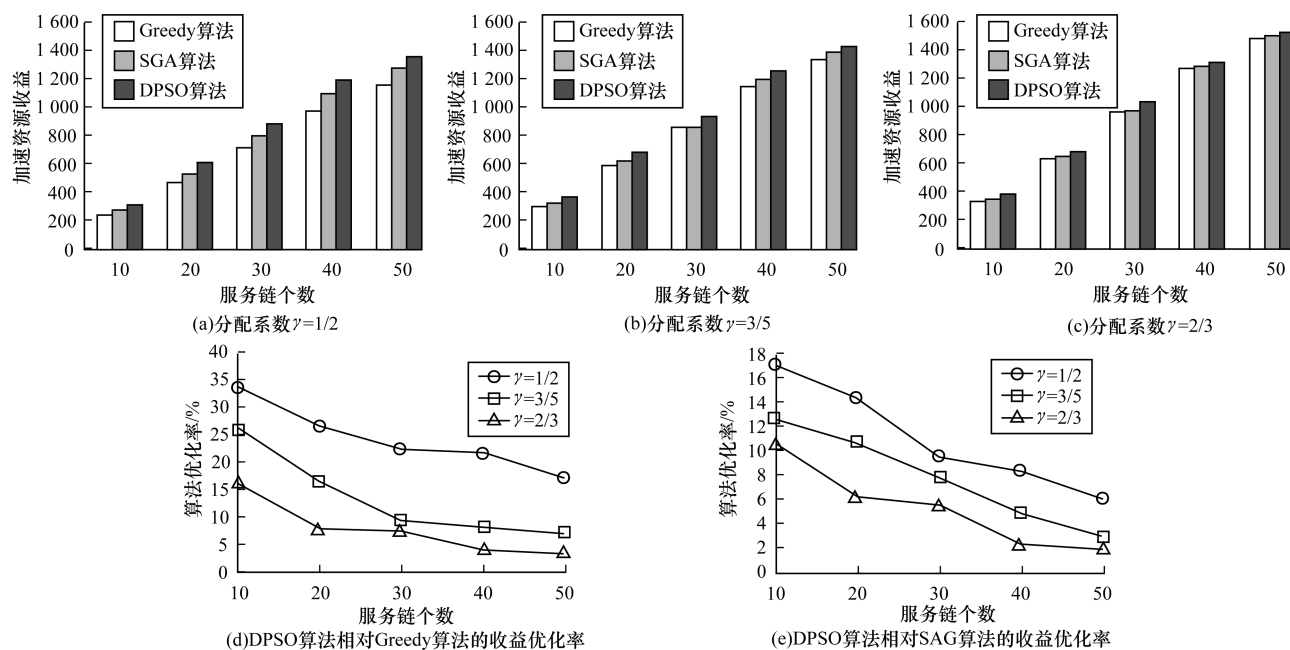 1 600
1 400
1 200
1 000
800
600
400
200
0
加速资源收益
Greedy算法
SGA算法
DPSO算法
10 20 30 40 50
服务链个数
(a)分配系数γ=1/2
1 600
1 400
1 200
1 000
800
600
400
200
0
加速资源收益
Greedy算法
SGA算法
DPSO算法
10 20 30 40 50
服务链个数
(b)分配系数γ=3/5
1 600
1 400
1 200
1 000
800
600
400
200
0
加速资源收益
Greedy算法
SGA算法
DPSO算法
10 20 30 40 50
服务链个数
(c)分配系数γ=2/3
40
35
30
25
20
15
10
5
0
算法优化率/%
γ=1/2
γ=3/5
γ=2/3
10 20 30 40 50
服务链个数
(d)DPSO算法相对Greedy算法的收益优化率
18
16
14
12
10
8
6
4
2
0
算法优化率/%
γ=1/2
γ=3/5
γ=2/3
10 20 30 40 50
服务链个数
(e)DPSO算法相对SAG算法的收益优化率